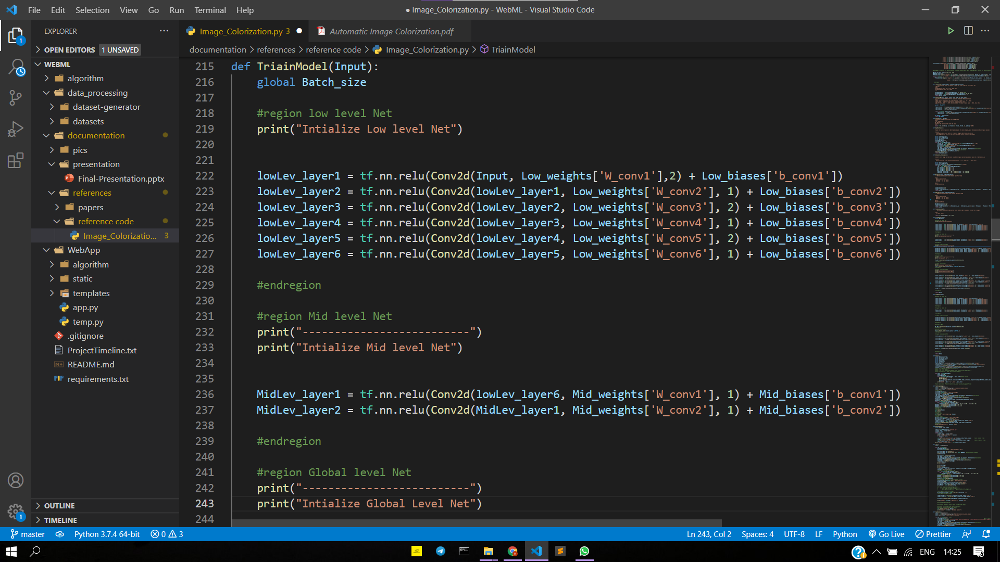 File Edit Selection View Go Run Terminal Help
● Image_Colorization.py - WebML - Visual Studio Code
EXPLORER
Image_Colorization.py 3
Automatic Image Colorization.pdf
OPEN EDITORS 1 UNSAVED
documentation > references > reference code > Image_Colorization.py > TriainModel
WEBML
algorithm
data_processing
dataset-generator
datasets
documentation
pics
presentation
Final-Presentation.pptx
references
papers
reference code
Image_Colorizatio... 3
WebApp
algorithm
static
templates
app.py
temp.py
.gitignore
ProjectTimeline.txt
README.md
requirements.txt
OUTLINE
TIMELINE
1
1
215 def TriainModel(Input):
216 global Batch_size
217
218 #region low level Net
219 print("Intialize Low level Net")
220
221
222 lowLev_layer1 = tf.nn.relu(Conv2d(Input, Low_weights['W_conv1'],2) + Low_biases['b_conv1'])
223 lowLev_layer2 = tf.nn.relu(Conv2d(lowLev_layer1, Low_weights['W_conv2'], 1) + Low_biases['b_conv2'])
224 lowLev_layer3 = tf.nn.relu(Conv2d(lowLev_layer2, Low_weights['W_conv3'], 2) + Low_biases['b_conv3'])
225 lowLev_layer4 = tf.nn.relu(Conv2d(lowLev_layer3, Low_weights['W_conv4'], 1) + Low_biases['b_conv4'])
226 lowLev_layer5 = tf.nn.relu(Conv2d(lowLev_layer4, Low_weights['W_conv5'], 2) + Low_biases['b_conv5'])
227 lowLev_layer6 = tf.nn.relu(Conv2d(lowLev_layer5, Low_weights['W_conv6'], 1) + Low_biases['b_conv6'])
228
229 #endregion
230
231 #region Mid level Net
232 print("--------------------------")
233 print("Intialize Mid level Net")
234
235
236 MidLev_layer1 = tf.nn.relu(Conv2d(lowLev_layer6, Mid_weights['W_conv1'], 1) + Mid_biases['b_conv1'])
237 MidLev_layer2 = tf.nn.relu(Conv2d(MidLev_layer1, Mid_weights['W_conv2'], 1) + Mid_biases['b_conv2'])
238
239 #endregion
240
241 #region Global level Net
242 print("--------------------------")
243 print("Intialize Global Level Net")
244
master Python 3.7.4 64-bit 0 3 Ln 243, Col 2 Spaces: 4 UTF-8 LF Python Go Live Prettier
ENG 14:25